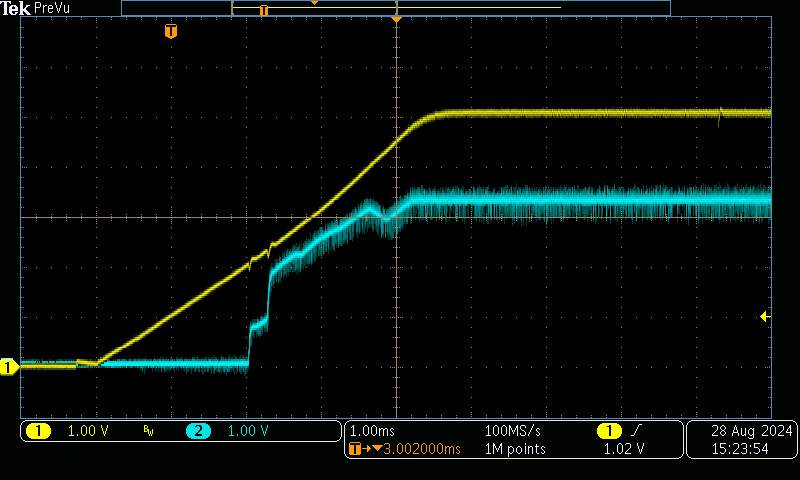 Tek PreVu
T
T
1
1 1.00 V BW 2 1.00 V
1.00ms 100MS/s 1 28 Aug 2024
T→▼3.002000ms 1M points 1.02 V 15:23:54